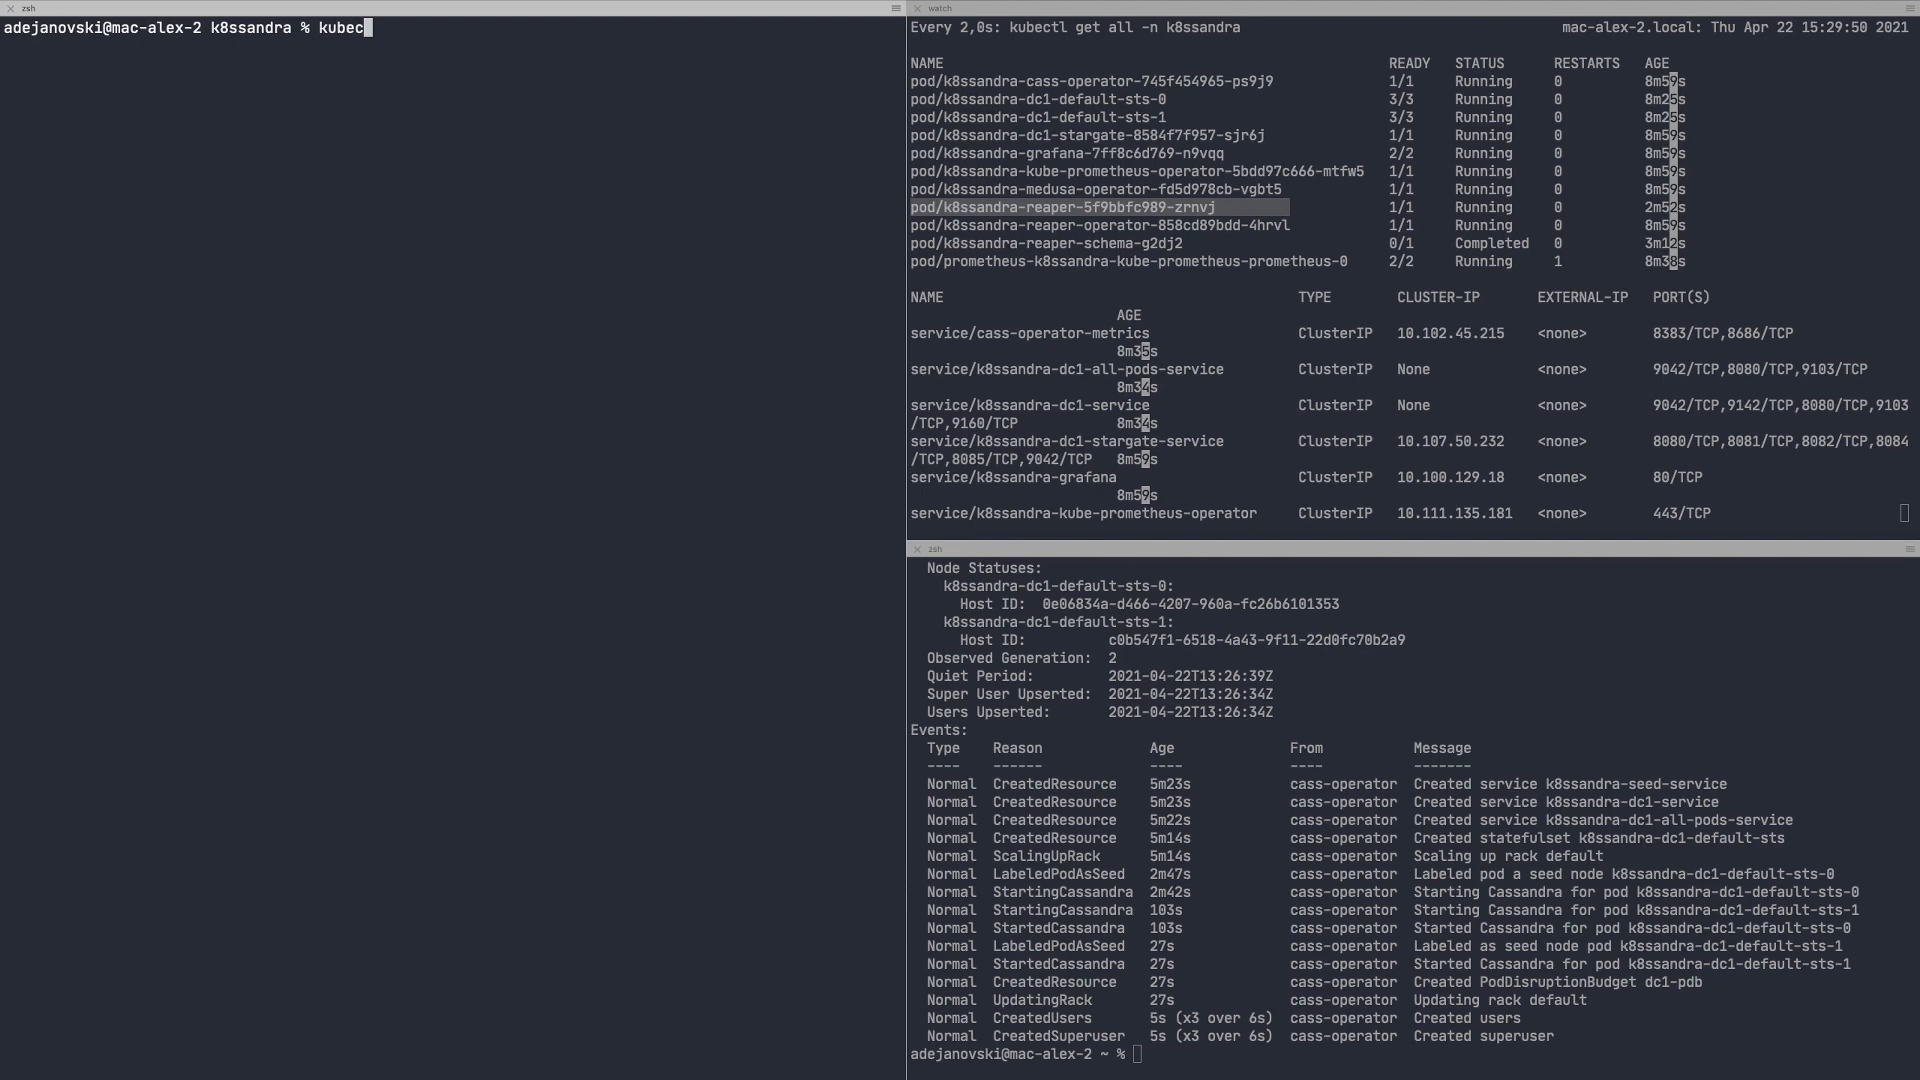 zsh
adejanovski@mac-alex-2 k8ssandra % kubec
watch
Every 2,0s: kubectl get all -n k8ssandra mac-alex-2.local: Thu Apr 22 15:29:50 2021
NAME READY STATUS RESTARTS AGE
pod/k8ssandra-cass-operator-745f454965-ps9j9 1/1 Running 0 8m59s
pod/k8ssandra-dc1-default-sts-0 3/3 Running 0 8m25s
pod/k8ssandra-dc1-default-sts-1 3/3 Running 0 8m25s
pod/k8ssandra-dc1-stargate-8584f7f957-sjr6j 1/1 Running 0 8m59s
pod/k8ssandra-grafana-7ff8c6d769-n9vqq 2/2 Running 0 8m59s
pod/k8ssandra-kube-prometheus-operator-5bdd97c666-mtfw5 1/1 Running 0 8m59s
pod/k8ssandra-medusa-operator-fd5d978cb-vgbt5 1/1 Running 0 8m59s
pod/k8ssandra-reaper-5f9bbfc989-zrnvj 1/1 Running 0 2m52s
pod/k8ssandra-reaper-operator-858cd89bdd-4hrvl 1/1 Running 0 8m59s
pod/k8ssandra-reaper-schema-g2dj2 0/1 Completed 0 3m12s
pod/prometheus-k8ssandra-kube-prometheus-prometheus-0 2/2 Running 1 8m38s
NAME TYPE CLUSTER-IP EXTERNAL-IP PORT(S)
AGE
service/cass-operator-metrics ClusterIP 10.102.45.215 <none> 8383/TCP,8686/TCP
8m35s
service/k8ssandra-dc1-all-pods-service ClusterIP None <none> 9042/TCP,8080/TCP,9103/TCP
8m34s
service/k8ssandra-dc1-service ClusterIP None <none> 9042/TCP,9142/TCP,8080/TCP,9103
/TCP,9160/TCP 8m34s
service/k8ssandra-dc1-stargate-service ClusterIP 10.107.50.232 <none> 8080/TCP,8081/TCP,8082/TCP,8084
/TCP,8085/TCP,9042/TCP 8m59s
service/k8ssandra-grafana ClusterIP 10.100.129.18 <none> 80/TCP
8m59s
service/k8ssandra-kube-prometheus-operator ClusterIP 10.111.135.181 <none> 443/TCP
zsh
Node Statuses:
k8ssandra-dc1-default-sts-0:
Host ID: 0e06834a-d466-4207-960a-fc26b6101353
k8ssandra-dc1-default-sts-1:
Host ID: c0b547f1-6518-4a43-9f11-22d0fc70b2a9
Observed Generation: 2
Quiet Period: 2021-04-22T13:26:39Z
Super User Upserted: 2021-04-22T13:26:34Z
Users Upserted: 2021-04-22T13:26:34Z
Events:
Type Reason Age From Message
---- ------ ---- ---- -------
Normal CreatedResource 5m23s cass-operator Created service k8ssandra-seed-service
Normal CreatedResource 5m23s cass-operator Created service k8ssandra-dc1-service
Normal CreatedResource 5m22s cass-operator Created service k8ssandra-dc1-all-pods-service
Normal CreatedResource 5m14s cass-operator Created statefulset k8ssandra-dc1-default-sts
Normal ScalingUpRack 5m14s cass-operator Scaling up rack default
Normal LabeledPodAsSeed 2m47s cass-operator Labeled pod a seed node k8ssandra-dc1-default-sts-0
Normal StartingCassandra 2m42s cass-operator Starting Cassandra for pod k8ssandra-dc1-default-sts-0
Normal StartingCassandra 103s cass-operator Starting Cassandra for pod k8ssandra-dc1-default-sts-1
Normal StartedCassandra 103s cass-operator Started Cassandra for pod k8ssandra-dc1-default-sts-0
Normal LabeledPodAsSeed 27s cass-operator Labeled as seed node pod k8ssandra-dc1-default-sts-1
Normal StartedCassandra 27s cass-operator Started Cassandra for pod k8ssandra-dc1-default-sts-1
Normal CreatedResource 27s cass-operator Created PodDisruptionBudget dc1-pdb
Normal UpdatingRack 27s cass-operator Updating rack default
Normal CreatedUsers 5s (x3 over 6s) cass-operator Created users
Normal CreatedSuperuser 5s (x3 over 6s) cass-operator Created superuser
adejanovski@mac-alex-2 ~ %